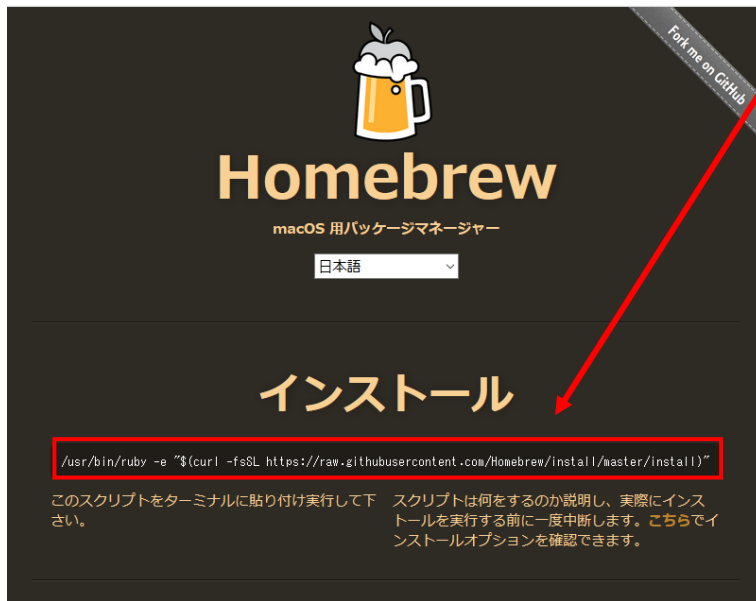 Fork me on GitHub
Homebrew
macOS 用パッケージマネージャー
日本語
インストール
/usr/bin/ruby -e "$(curl -fsSL https://raw.githubusercontent.com/Homebrew/install/master/install)"
このスクリプトをターミナルに貼り付け実行して下
さい。
スクリプトは何をするのか説明し、実際にインス
トールを実行する前に一度中断します。こちらでイ
ンストールオプションを確認できます。